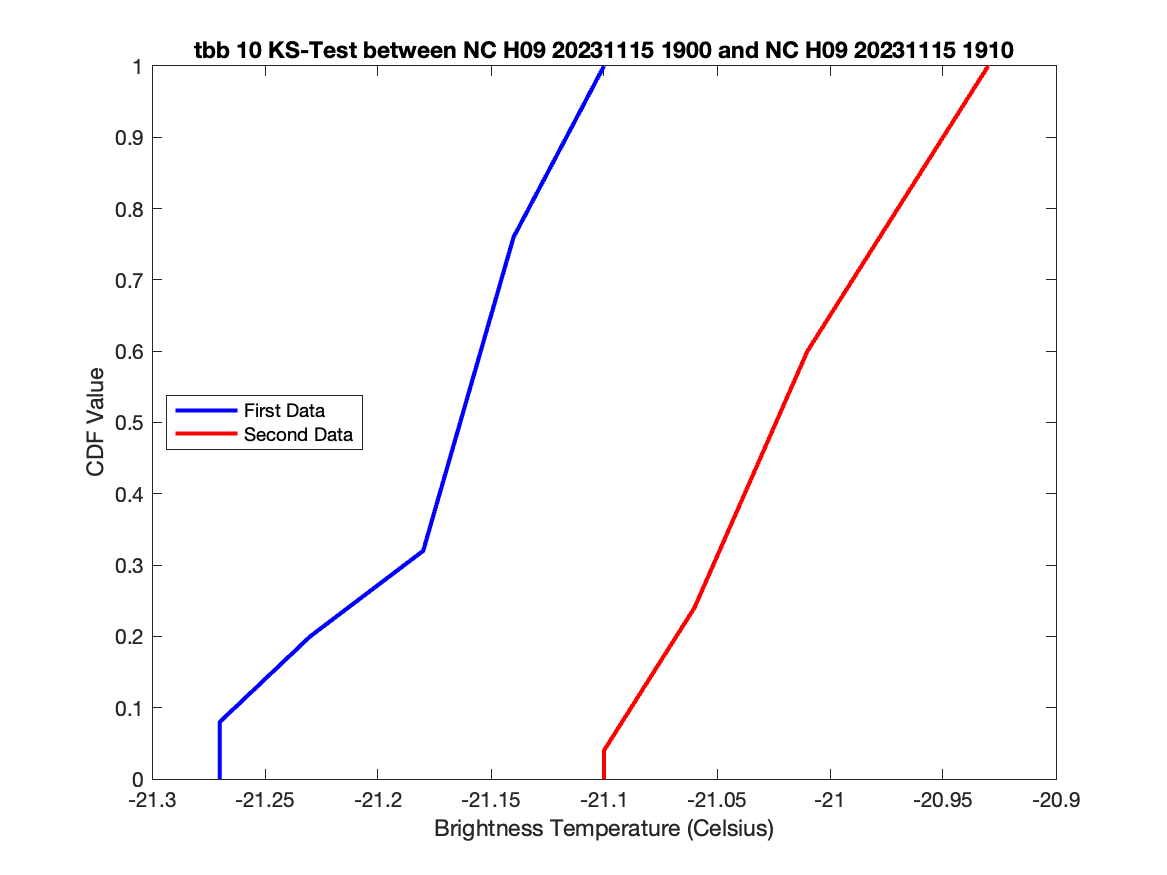 tbb 10 KS-Test between NC H09 20231115 1900 and NC H09 20231115 1910
1
0.9
0.8
0.7
0.6
0.5
0.4
0.3
0.2
0.1
0
CDF Value
First Data
Second Data
-21.3 -21.25 -21.2 -21.15 -21.1 -21.05 -21 -20.95 -20.9
Brightness Temperature (Celsius)